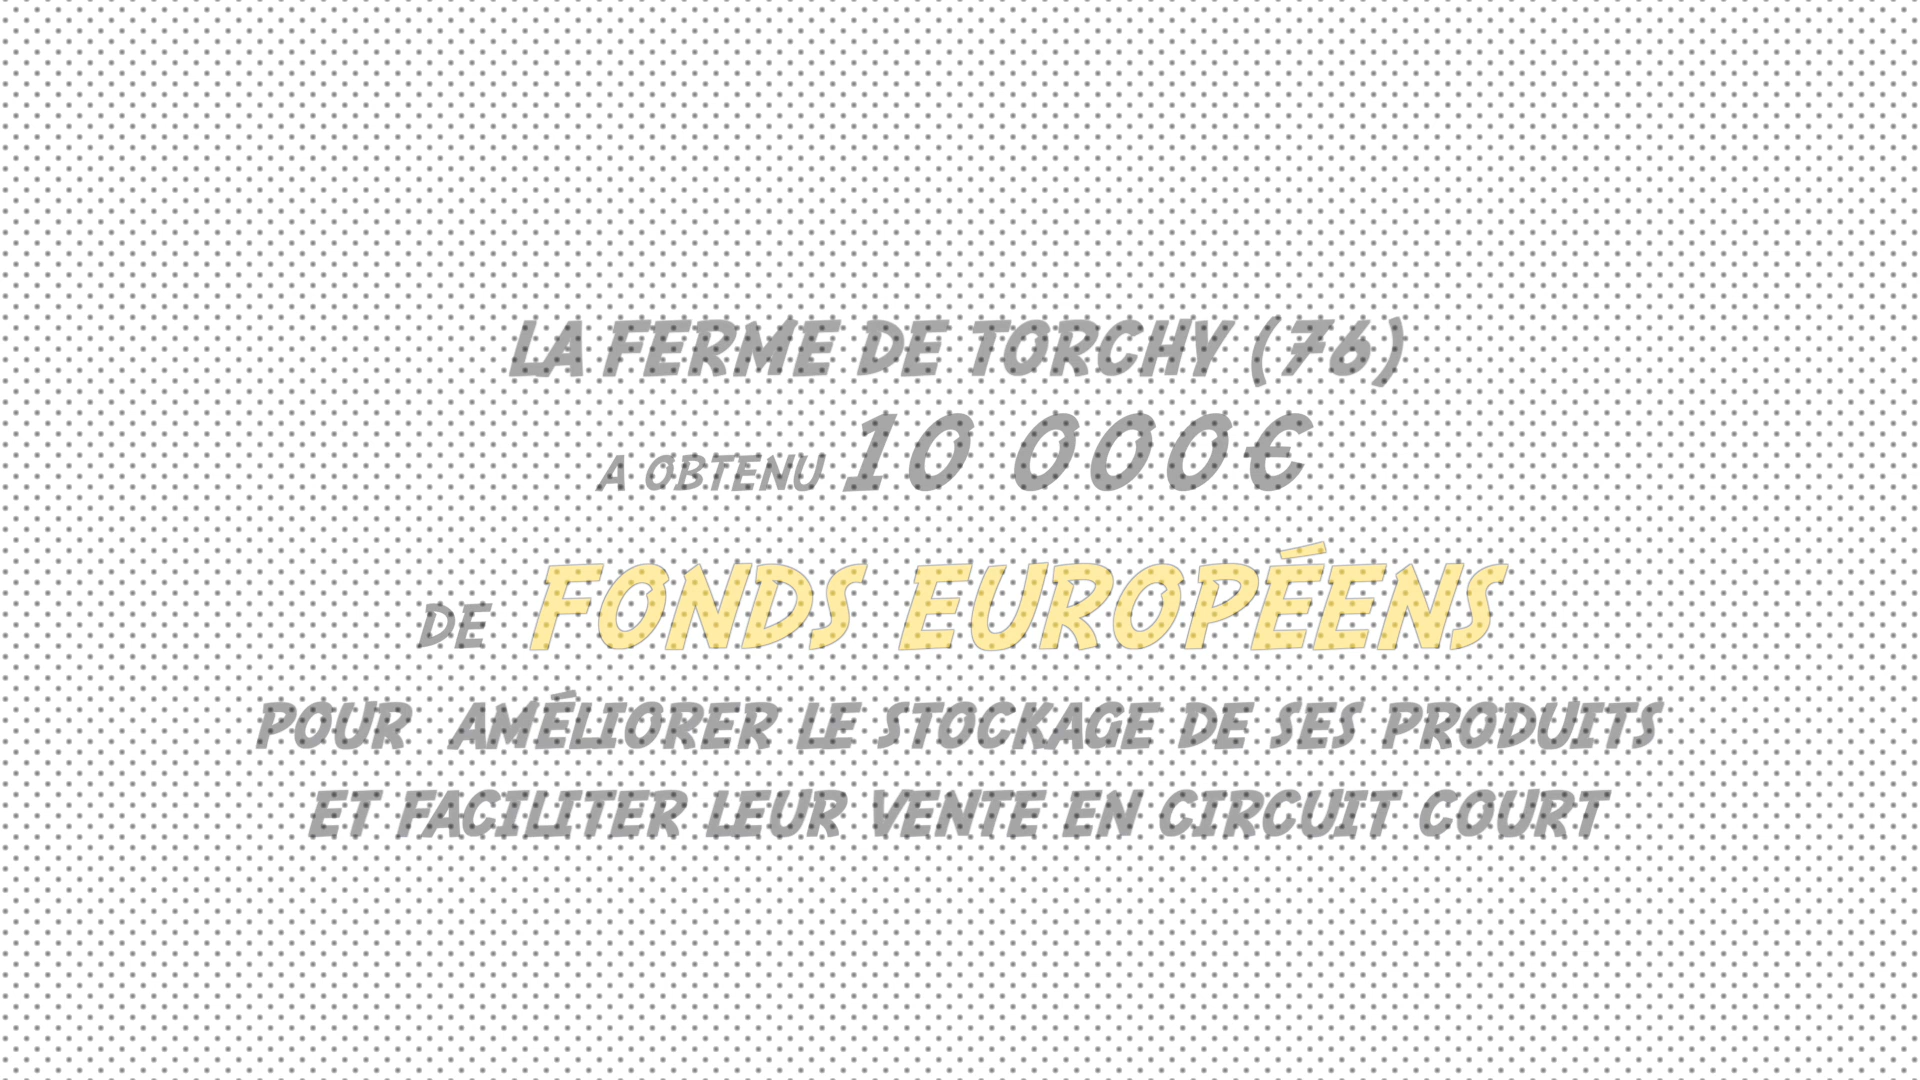 LA FERME DE TORCHY (76)
A OBTENU 10 000€
DE FONDS EUROPÉENS
POUR AMÉLIORER LE STOCKAGE DE SES PRODUITS
ET FACILITER LEUR VENTE EN CIRCUIT COURT